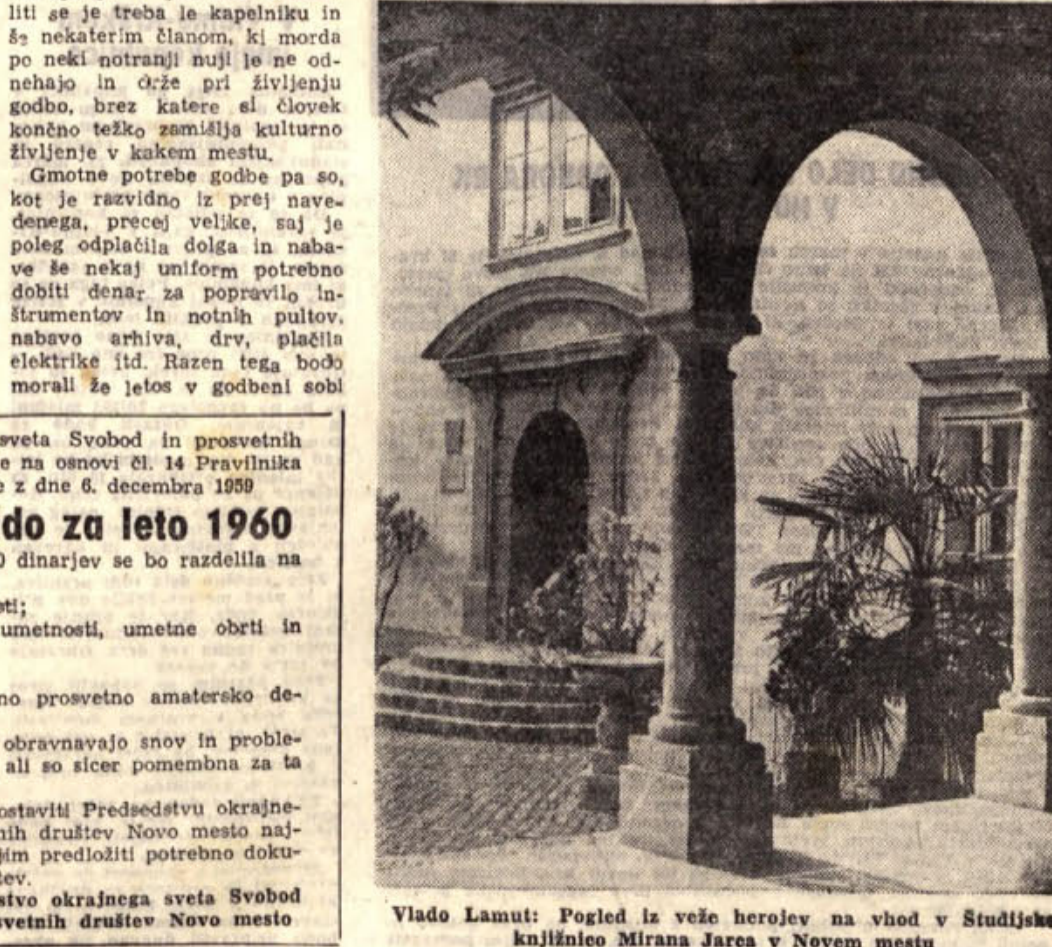 liti se je treba le kapelniku in
še nekaterim članom, ki morda
po neki notranji nuji le ne od-
nehajo in drže pri življenju
godbo, brez katere si človek
končno težko zamišlja kulturno
življenje v kakem mestu.
Gmotne potrebe godbe pa so,
kot je razvidno iz prej nave-
denega, precej velike, saj je
poleg odplačila dolga in naba-
ve še nekaj uniform potrebno
dobiti denar za popravilo in-
štrumentov in notnih pultov,
nabavo arhiva, drv, plačila
elektrike itd. Razen tega bodo
morali že letos v godbeni sobi
sveta Svobod in prosvetnih
e na osnovi čl. 14 Pravilnika
e z dne 6. decembra 1959
do za leto 1960
0 dinarjev se bo razdelila na
sti;
umetnosti, umetne obrti in
no prosvetno amatersko de-
obravnavajo snov in proble-
ali so sicer pomembna za ta
ostaviti Predsedstvu okrajne-
nih društev Novo mesto naj-
jim predložiti potrebno doku-
tev.
stvo okrajnega sveta Svobod
svetnih društev Novo mesto
Vlado Lamut: Pogled iz veže herojev na vhod v Študijsko
knjižnico Mirana Jarca v Novem mestu